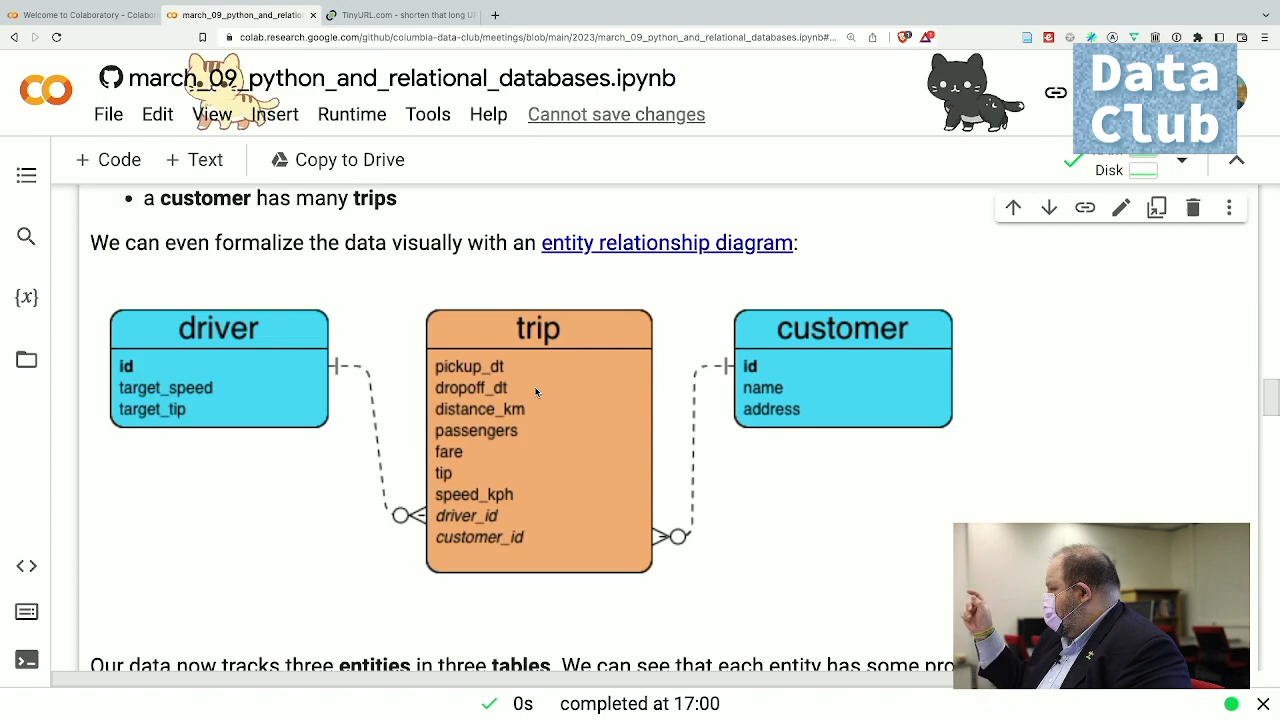 Welcome to Colaboratory - Colabor
march_09_python_and_relatio
TinyURL.com - shorten that long U
colab.research.google.com/github/columbia-data-club/meetings/blob/main/2023/march_09_python_and_relational_databases.ipynb#...
march_09_python_and_relational_databases.ipynb
File Edit View Insert Runtime Tools Help Cannot save changes
Data
Club
+ Code + Text Copy to Drive
Disk
• a customer has many trips
We can even formalize the data visually with an entity relationship diagram:
driver
id
target_speed
target_tip
trip
pickup_dt
dropoff_dt
distance_km
passengers
fare
tip
speed_kph
driver_id
customer_id
customer
id
name
address
Our data now tracks three entities in three tables. We can see that each entity has some pro
0s completed at 17:00